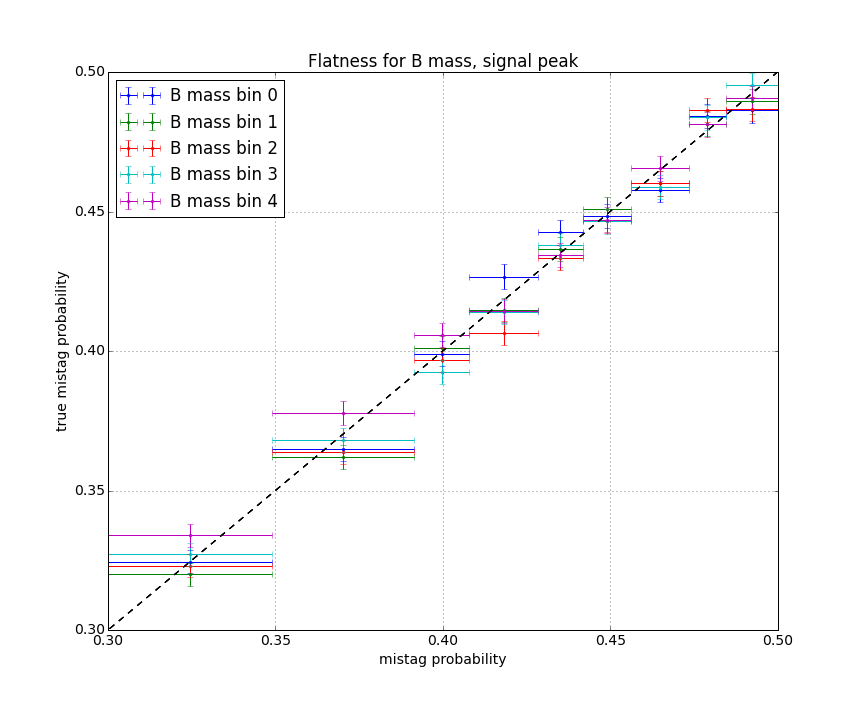 Flatness for B mass, signal peak
0.50
B mass bin 0
B mass bin 1
B mass bin 2
B mass bin 3
B mass bin 4
0.45
0.40
0.35
0.30
true mistag probability
0.30 0.35 0.40 0.45 0.50
mistag probability